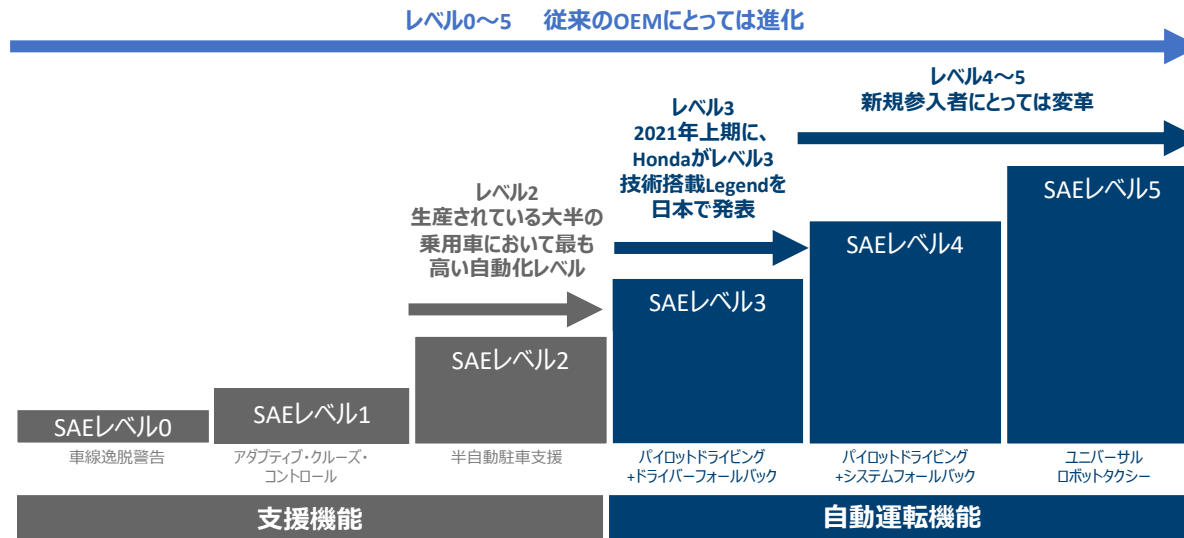 レベル0～5　従来のOEMにとっては進化
レベル4～5
新規参入者にとっては変革
レベル3
2021年上期に、
Hondaがレベル3
技術搭載Legendを
日本で発表
レベル2
生産されている大半の
乗用車において最も
高い自動化レベル
SAEレベル0
SAEレベル1
SAEレベル2
SAEレベル3
SAEレベル4
SAEレベル5
車線逸脱警告
アダプティブ・クルーズ・
コントロール
半自動駐車支援
パイロットドライビング
+ドライバーフォールバック
パイロットドライビング
+システムフォールバック
ユニバーサル
ロボットタクシー
支援機能
自動運転機能